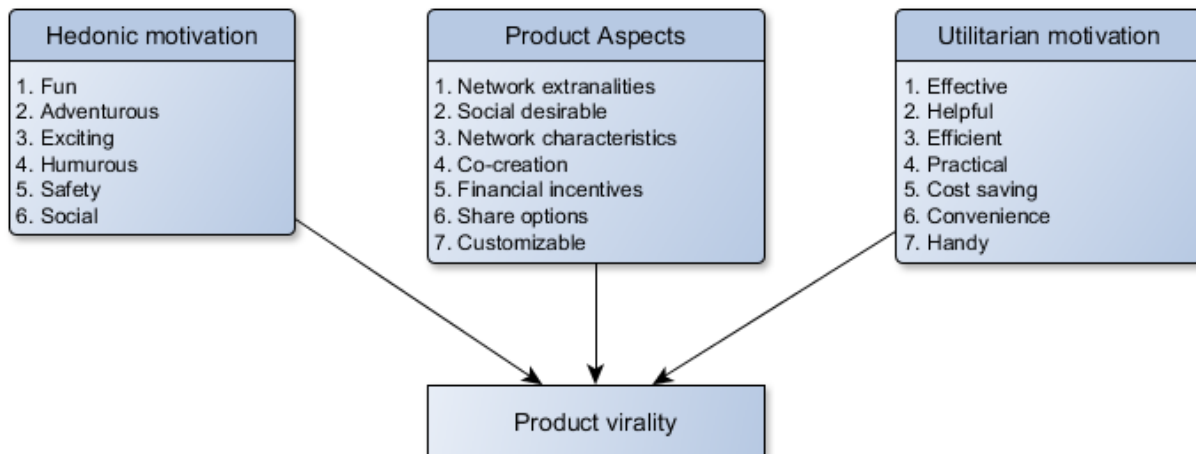 Hedonic motivation
1. Fun
2. Adventurous
3. Exciting
4. Humurous
5. Safety
6. Social
Product Aspects
1. Network extranalities
2. Social desirable
3. Network characteristics
4. Co-creation
5. Financial incentives
6. Share options
7. Customizable
Utilitarian motivation
1. Effective
2. Helpful
3. Efficient
4. Practical
5. Cost saving
6. Convenience
7. Handy
Product virality